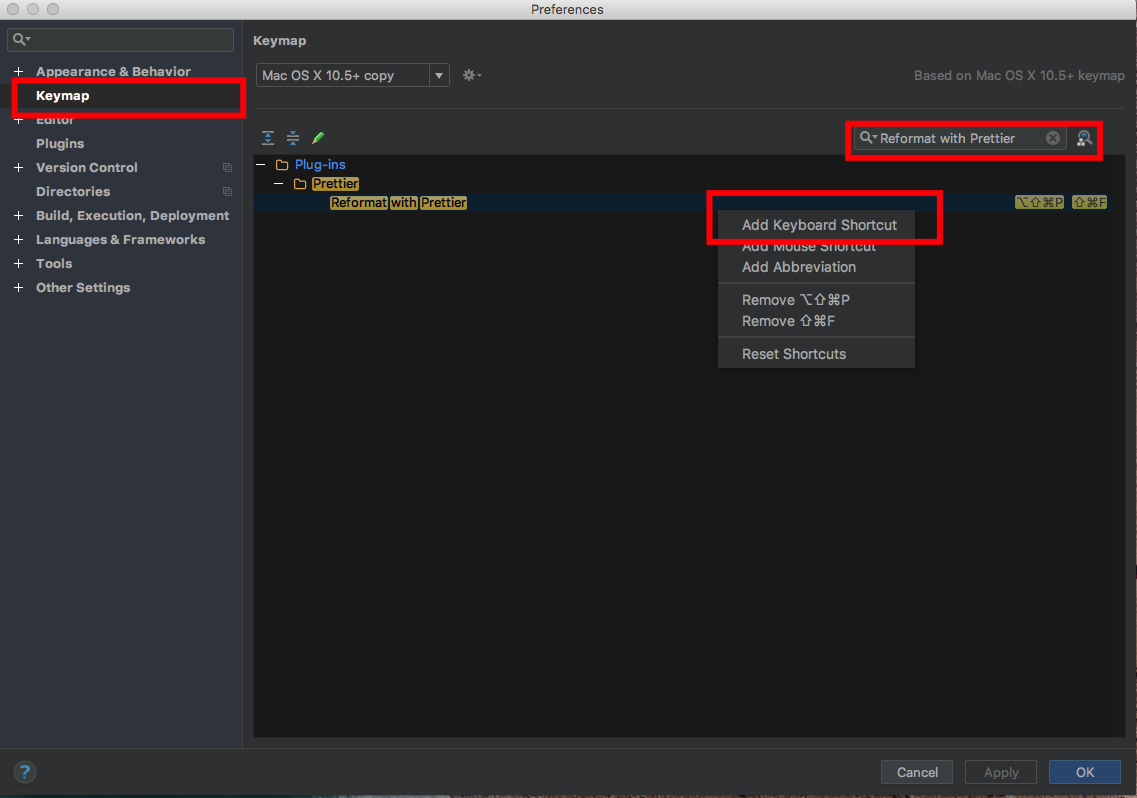 Preferences
Appearance & Behavior
Keymap
Editor
Plugins
Version Control
Directories
Build, Execution, Deployment
Languages & Frameworks
Tools
Other Settings
Keymap
Mac OS X 10.5+ copy
Based on Mac OS X 10.5+ keymap
Reformat with Prettier
Plug-ins
Prettier
Reformat with Prettier ⌥⇧⌘P ⇧⌘F
Add Keyboard Shortcut
Add Mouse Shortcut
Add Abbreviation
Remove ⌥⇧⌘P
Remove ⇧⌘F
Reset Shortcuts
?
Cancel
Apply
OK